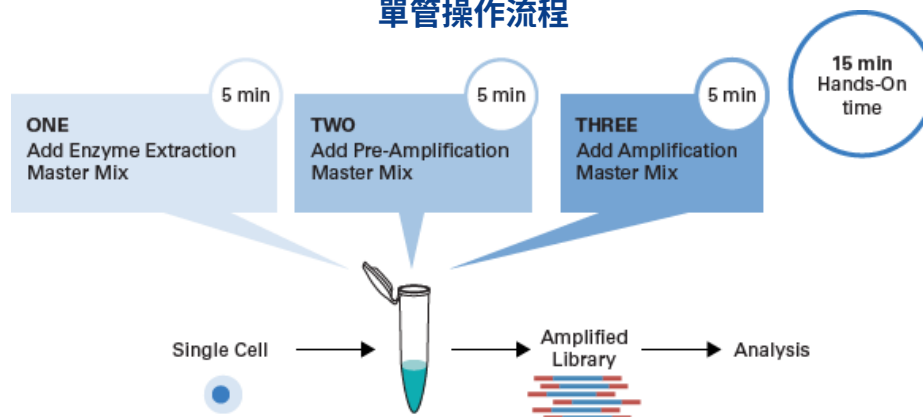 單管操作流程
5 min
ONE
Add Enzyme Extraction
Master Mix
5 min
TWO
Add Pre-Amplification
Master Mix
5 min
THREE
Add Amplification
Master Mix
15 min
Hands-On
time
Single Cell
Amplified
Library
Analysis